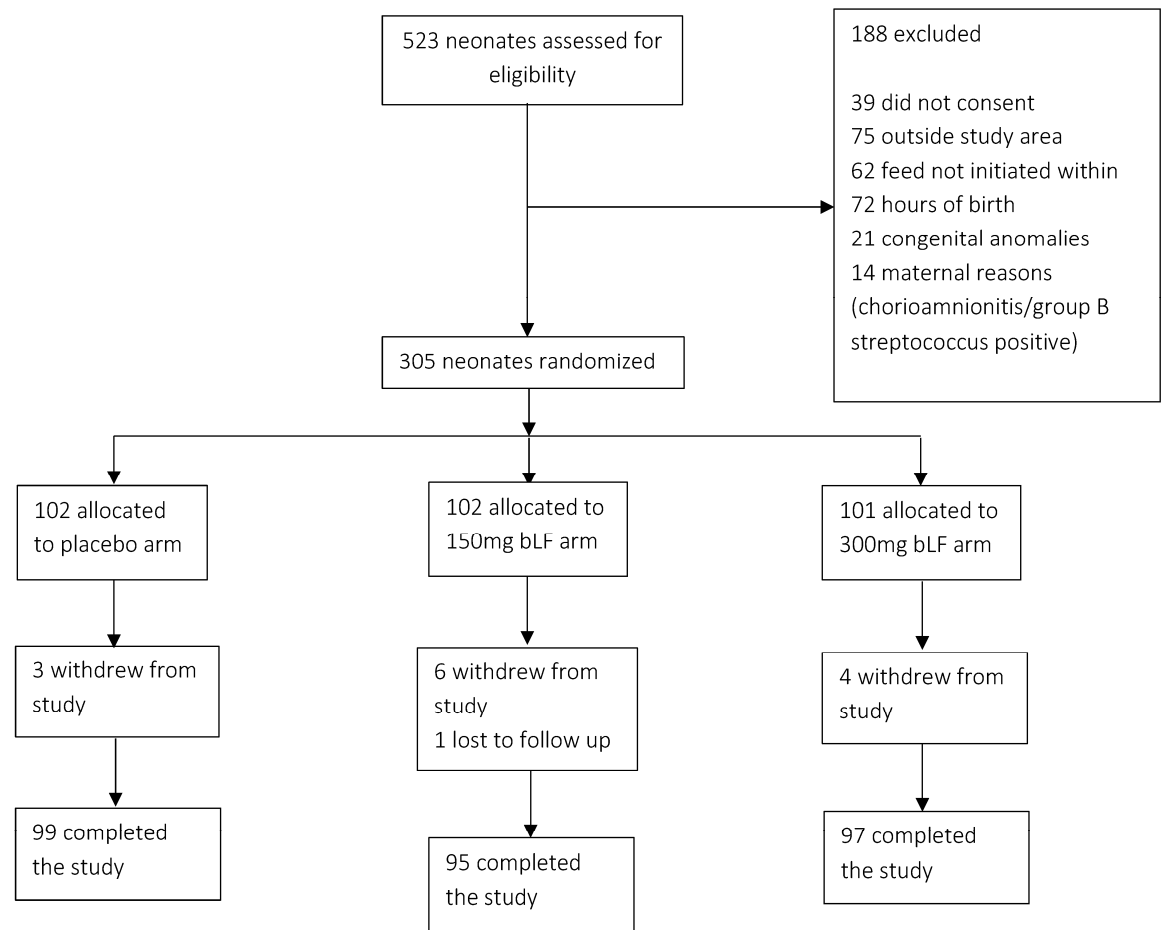 523 neonates assessed for
eligibility
188 excluded
39 did not consent
75 outside study area
62 feed not initiated within
72 hours of birth
21 congenital anomalies
14 maternal reasons
(chorioamnionitis/group B
streptococcus positive)
305 neonates randomized
102 allocated
to placebo arm
102 allocated to
150mg bLF arm
101 allocated to
300mg bLF arm
3 withdrew from
study
6 withdrew from
study
1 lost to follow up
4 withdrew from
study
99 completed
the study
95 completed
the study
97 completed
the study